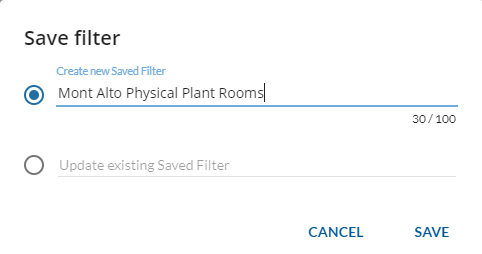 Save filter
Create new Saved Filter
Mont Alto Physical Plant Rooms
30 / 100
Update existing Saved Filter
CANCEL SAVE